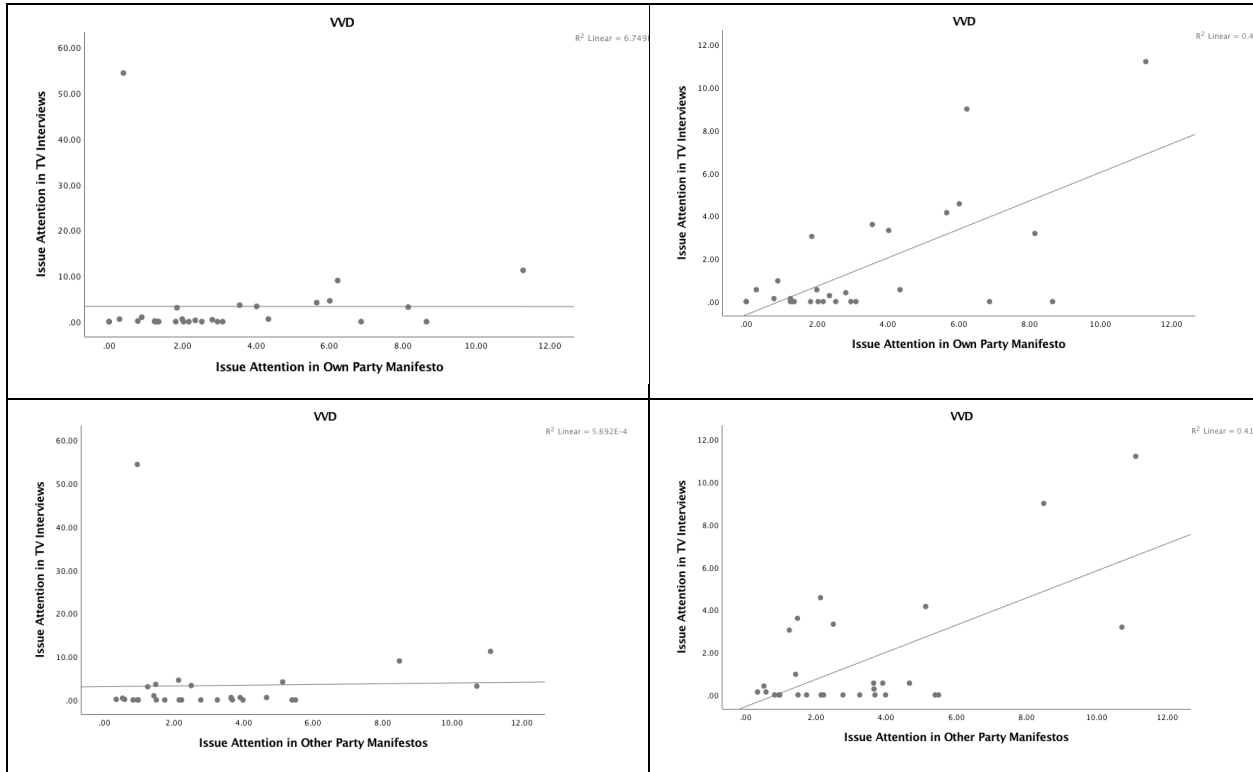 VVD
R² Linear = 6.749
60.00
50.00
40.00
30.00
20.00
10.00
.00
Issue Attention in TV Interviews
.00 2.00 4.00 6.00 8.00 10.00 12.00
Issue Attention in Own Party Manifesto
VVD
R² Linear = 0.4
12.00
10.00
8.00
6.00
4.00
2.00
.00
Issue Attention in TV Interviews
.00 2.00 4.00 6.00 8.00 10.00 12.00
Issue Attention in Own Party Manifesto
VVD
R² Linear = 5.692E-4
60.00
50.00
40.00
30.00
20.00
10.00
.00
Issue Attention in TV Interviews
.00 2.00 4.00 6.00 8.00 10.00 12.00
Issue Attention in Other Party Manifestos
VVD
R² Linear = 0.41
12.00
10.00
8.00
6.00
4.00
2.00
.00
Issue Attention in TV Interviews
.00 2.00 4.00 6.00 8.00 10.00 12.00
Issue Attention in Other Party Manifestos